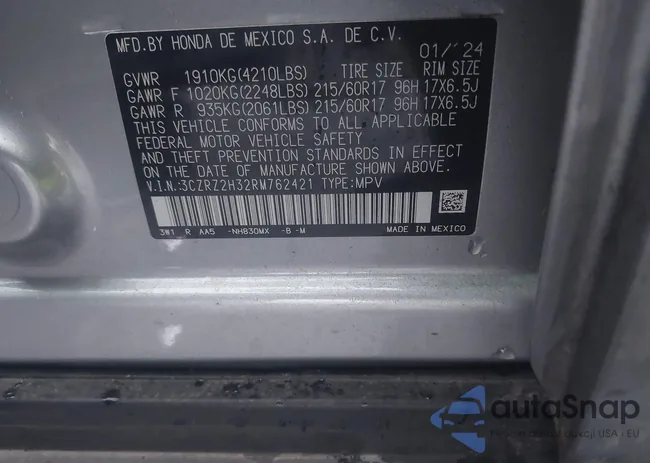 MFD.BY HONDA DE MEXICO S.A. DE C.V.
01/'24
GVWR 1910KG(4210LBS) TIRE SIZE RIM SIZE
GAWR F 1020KG(2248LBS) 215/60R17 96H 17X6.5J
GAWR R 935KG(2061LBS) 215/60R17 96H 17X6.5J
THIS VEHICLE CONFORMS TO ALL APPLICABLE
FEDERAL MOTOR VEHICLE SAFETY
AND THEFT PREVENTION STANDARDS IN EFFECT
ON THE DATE OF MANUFACTURE SHOWN ABOVE.
V.I.N:3CZRZ2H32RM762421 TYPE:MPV
3W1 R AA5 -NHB30MX -B -M MADE IN MEXICO
autoSnap
USA i EU